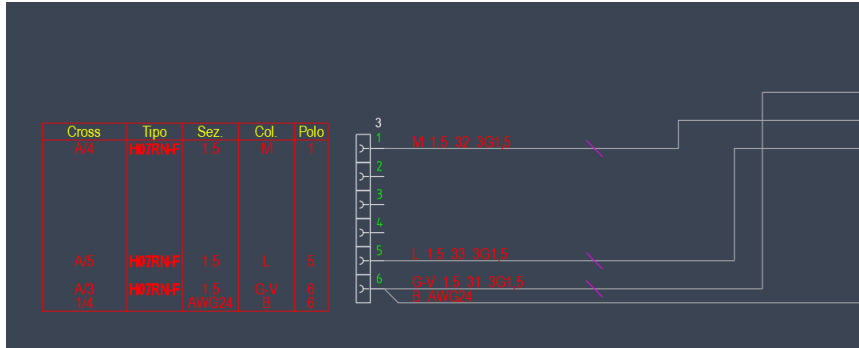 Cross Tipo Sez. Col. Polo
A/4 H07RN-F 1.5 M 1
A/5 H07RN-F 1.5 L 5
A/3 H07RN-F 1.5 G-V 6
1/4 AWG24 B 6
3
1 M 1.5 32 3G1,5
2
3
4
5 L 1.5 33 3G1,5
6 G-V 1.5 31 3G1,5
B AWG24